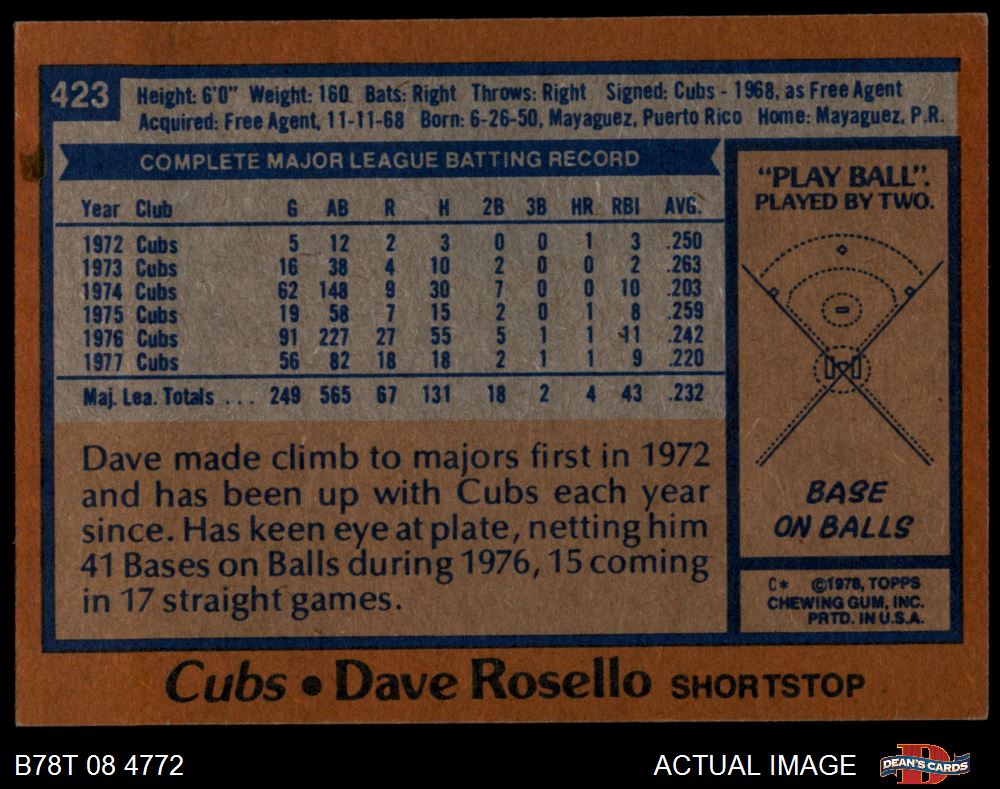 423
Height: 6'0" Weight: 160 Bats: Right Throws: Right Signed: Cubs - 1968, as Free Agent
Acquired: Free Agent, 11-11-68 Born: 6-26-50, Mayaguez, Puerto Rico Home: Mayaguez, P.R.
COMPLETE MAJOR LEAGUE BATTING RECORD
Year Club G AB R H 2B 3B HR RBI AVG.
1972 Cubs 5 12 2 3 0 0 1 3 .250
1973 Cubs 16 38 4 10 2 0 0 2 .263
1974 Cubs 62 148 9 30 7 0 0 10 .203
1975 Cubs 19 58 7 15 2 0 1 8 .259
1976 Cubs 91 227 27 55 5 1 1 11 .242
1977 Cubs 56 82 18 18 2 1 1 9 .220
Maj. Lea. Totals . . . 249 565 67 131 18 2 4 43 .232
Dave made climb to majors first in 1972
and has been up with Cubs each year
since. Has keen eye at plate, netting him
41 Bases on Balls during 1976, 15 coming
in 17 straight games.
"PLAY BALL".
PLAYED BY TWO.
BASE
ON BALLS
C* ©1978, TOPPS
CHEWING GUM, INC.
PRTD. IN U.S.A.
Cubs • Dave Rosello SHORTSTOP
B78T 08 4772
ACTUAL IMAGE
D
DEAN'S CARDS